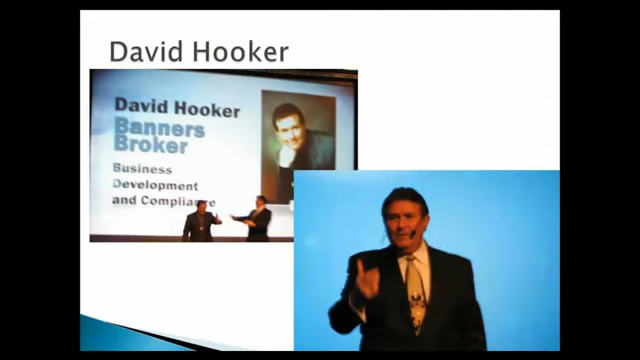 David Hooker
David Hooker
Banners
Broker
Business
Development
and Compliance